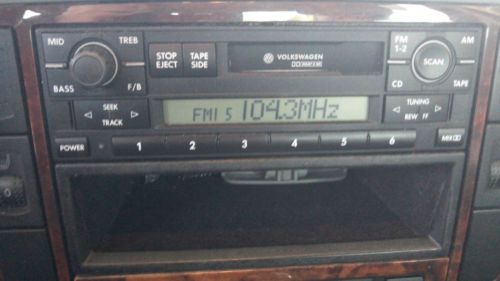 MID TREB
STOP EJECT
TAPE SIDE
VOLKSWAGEN
FM 1-2
AM
SCAN
BASS F/B
CD TAPE
SEEK
TRACK
FM1 5 104.3MHz
TUNING
REW FF
POWER 1 2 3 4 5 6 MIX